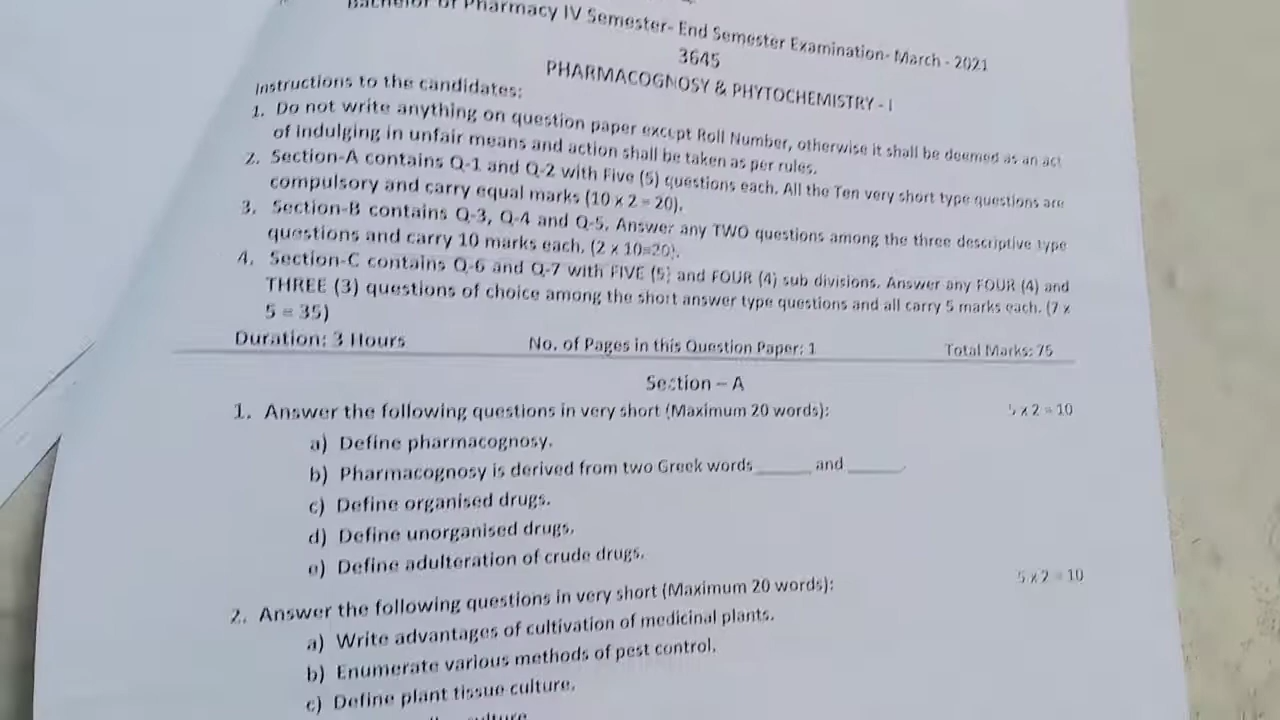 Bachelor of Pharmacy IV Semester- End Semester Examination- March - 2021
3645
PHARMACOGNOSY & PHYTOCHEMISTRY - I
Instructions to the candidates:
1. Do not write anything on question paper except Roll Number, otherwise it shall be deemed as an act
of indulging in unfair means and action shall be taken as per rules.
2. Section-A contains Q-1 and Q-2 with Five (5) questions each. All the Ten very short type questions are
compulsory and carry equal marks (10 x 2 = 20).
3. Section-B contains Q-3, Q-4 and Q-5. Answer any TWO questions among the three descriptive type
questions and carry 10 marks each. (2 x 10=20).
4. Section-C contains Q-6 and Q-7 with FIVE (5) and FOUR (4) sub divisions. Answer any FOUR (4) and
THREE (3) questions of choice among the short answer type questions and all carry 5 marks each. (7 x
5 = 35)
Duration: 3 Hours No. of Pages in this Question Paper: 1 Total Marks: 75
Section – A
1. Answer the following questions in very short (Maximum 20 words): 5 x 2 = 10
a) Define pharmacognosy.
b) Pharmacognosy is derived from two Greek words ______ and ______.
c) Define organised drugs.
d) Define unorganised drugs.
e) Define adulteration of crude drugs.
2. Answer the following questions in very short (Maximum 20 words): 5 x 2 = 10
a) Write advantages of cultivation of medicinal plants.
b) Enumerate various methods of pest control.
c) Define plant tissue culture.